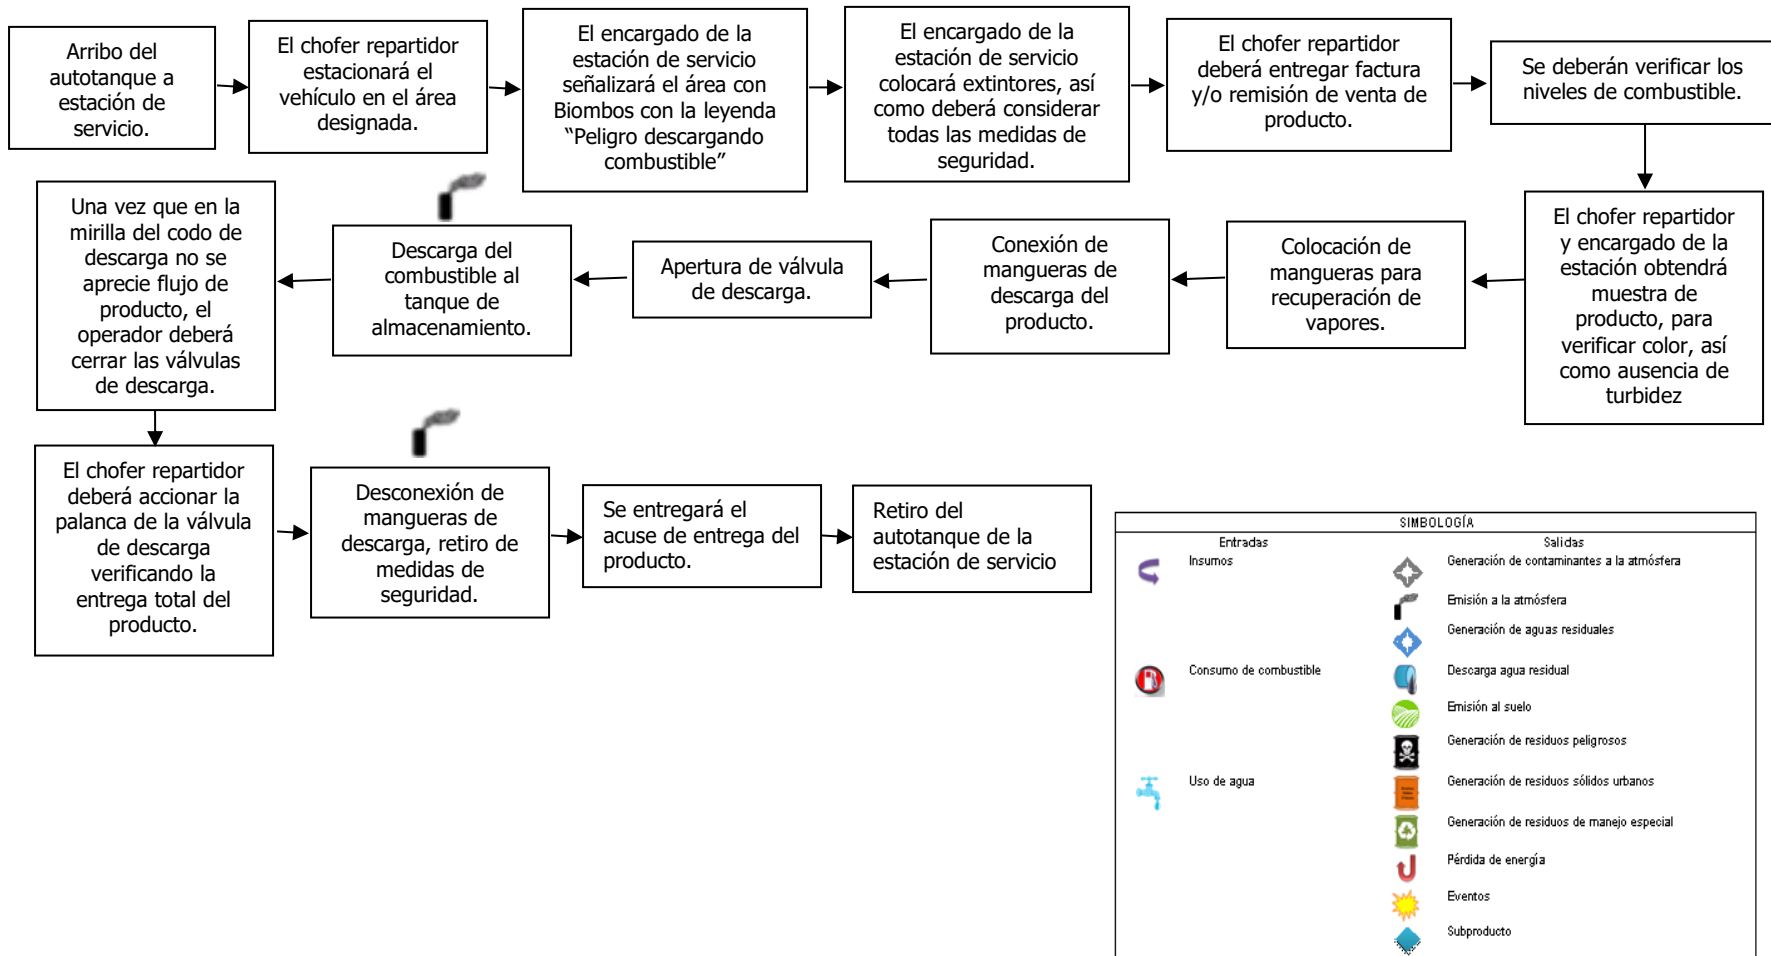 Arribo del
autotanque a
estación de
servicio.
El chofer repartidor
estacionará el
vehículo en el área
designada.
El encargado de la
estación de servicio
señalizará el área con
Biombos con la leyenda
“Peligro descargando
combustible”
El encargado de la
estación de servicio
colocará extintores, así
como deberá considerar
todas las medidas de
seguridad.
El chofer repartidor
deberá entregar factura
y/o remisión de venta de
producto.
Se deberán verificar los
niveles de combustible.
El chofer repartidor
y encargado de la
estación obtendrá
muestra de
producto, para
verificar color, así
como ausencia de
turbidez
Colocación de
mangueras para
recuperación de
vapores.
Conexión de
mangueras de
descarga del
producto.
Apertura de válvula
de descarga.
Descarga del
combustible al
tanque de
almacenamiento.
Una vez que en la
mirilla del codo de
descarga no se
aprecie flujo de
producto, el
operador deberá
cerrar las válvulas
de descarga.
El chofer repartidor
deberá accionar la
palanca de la válvula
de descarga
verificando la
entrega total del
producto.
Desconexión de
mangueras de
descarga, retiro de
medidas de
seguridad.
Se entregará el
acuse de entrega del
producto.
Retiro del
autotanque de la
estación de servicio
SIMBOLOGÍA
Entradas
Salidas
Insumos
Generación de contaminantes a la atmósfera
Emisión a la atmósfera
Generación de aguas residuales
Consumo de combustible
Descarga agua residual
Emisión al suelo
Generación de residuos peligrosos
Uso de agua
Generación de residuos sólidos urbanos
Generación de residuos de manejo especial
Pérdida de energía
Eventos
Subproducto